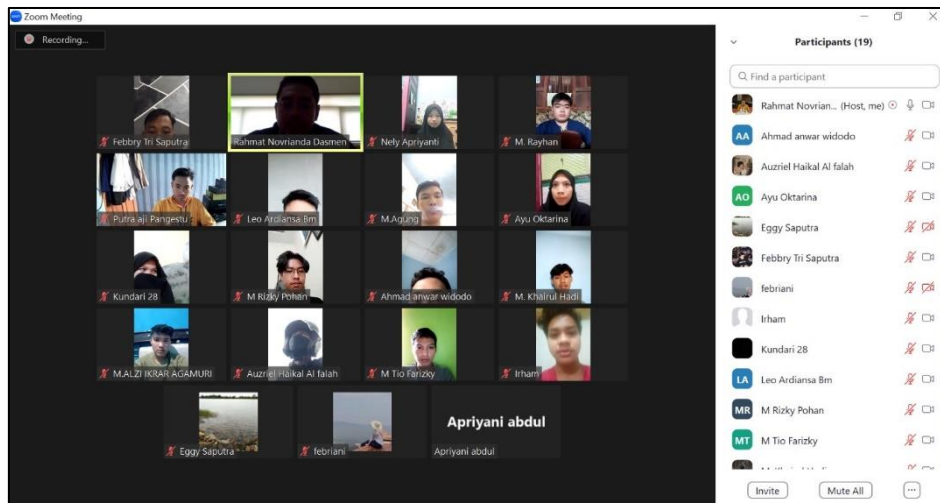 Zoom Meeting
Recording...
Febbry Tri Saputra
Rahmat Novrianda Dasmen
Nely Apriyanti
M. Rayhan
Putra aji Pangestu
Leo Ardiansa Bm
M.Agung
Ayu Oktarina
Kundari 28
M Rizky Pohan
Ahmad anwar widodo
M. Khairul Hadi
M.ALZI IKRAR AGAMURI
Auzriel Haikal Al falah
M Tio Farizky
Irham
Eggy Saputra
febriani
Apriyani abdul
Apriyani abdul
Participants (19)
Find a participant
Rahmat Novrian... (Host, me)
AA Ahmad anwar widodo
Auzriel Haikal Al falah
AO Ayu Oktarina
Eggy Saputra
Febbry Tri Saputra
febriani
Irham
Kundari 28
LA Leo Ardiansa Bm
MR M Rizky Pohan
MT M Tio Farizky
Invite
Mute All
...